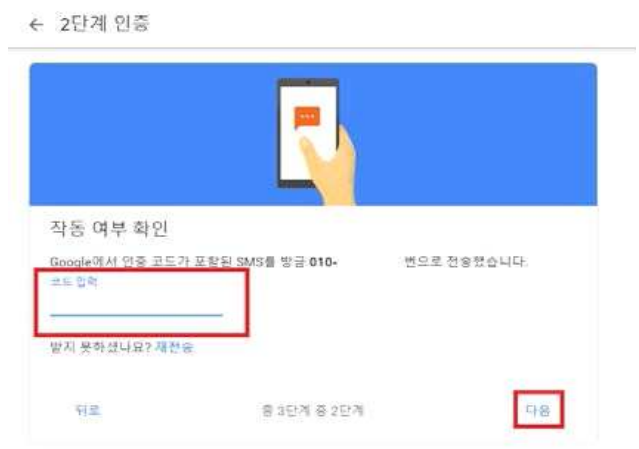 ← 2단계 인증
작동 여부 확인
Google에서 인증 코드가 포함된 SMS를 방금 010- 번으로 전송했습니다.
코드 입력
받지 못하셨나요? 재전송
뒤로 총 3단계 중 2단계 다음